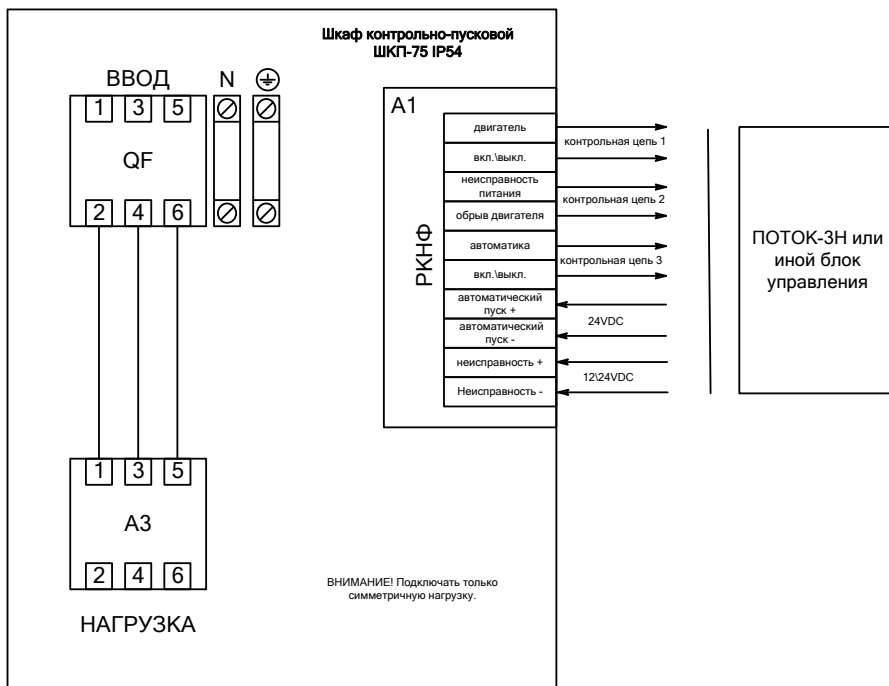 Шкаф контрольно-пусковой
ШКП-75 IP54
ВВОД
N
1 3 5
QF
2 4 6
A1
РКНФ
двигатель
вкл.\выкл.
контрольная цепь 1
неисправность
питания
обрыв двигателя
контрольная цепь 2
автоматика
вкл.\выкл.
контрольная цепь 3
автоматический
пуск +
автоматический
пуск -
24VDC
неисправность +
Неисправность -
12\24VDC
ПОТОК-3Н или
иной блок
управления
1 3 5
А3
2 4 6
НАГРУЗКА
ВНИМАНИЕ! Подключать только
симметричную нагрузку.